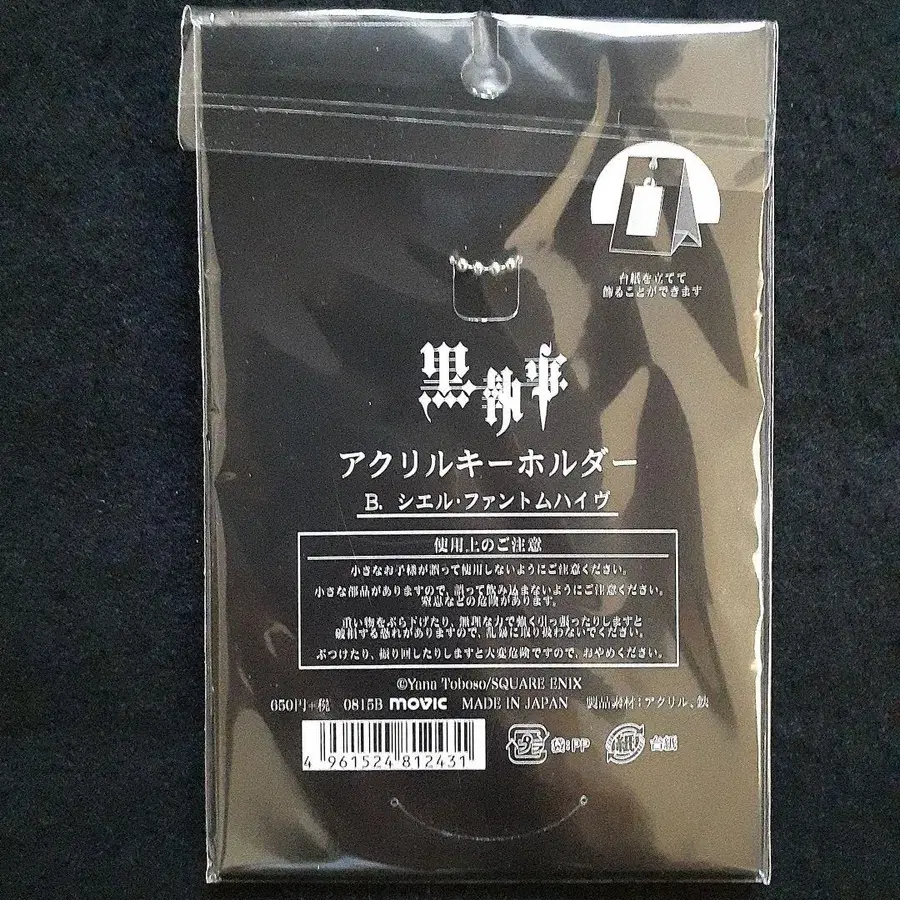 台紙を立てて
飾ることができます
黒執事
アクリルキーホルダー
B. シエル・ファントムハイヴ
使用上のご注意
小さなお子様が誤って使用しないようにご注意ください。
小さな部品がありますので、誤って飲み込まないようにご注意ください。
窒息などの危険があります。
重い物をぶら下げたり、無理な力で強く引っ張ったりしますと
破損する恐れがありますので、乱暴に取り扱わないでください。
ぶつけたり、振り回したりしますと大変危険ですので、おやめください。
©Yana Toboso/SQUARE ENIX
050円+税 0815B movic MADE IN JAPAN 製品素材:アクリル、鉄
4 961524 812431
プラ 袋:PP 紙 台紙